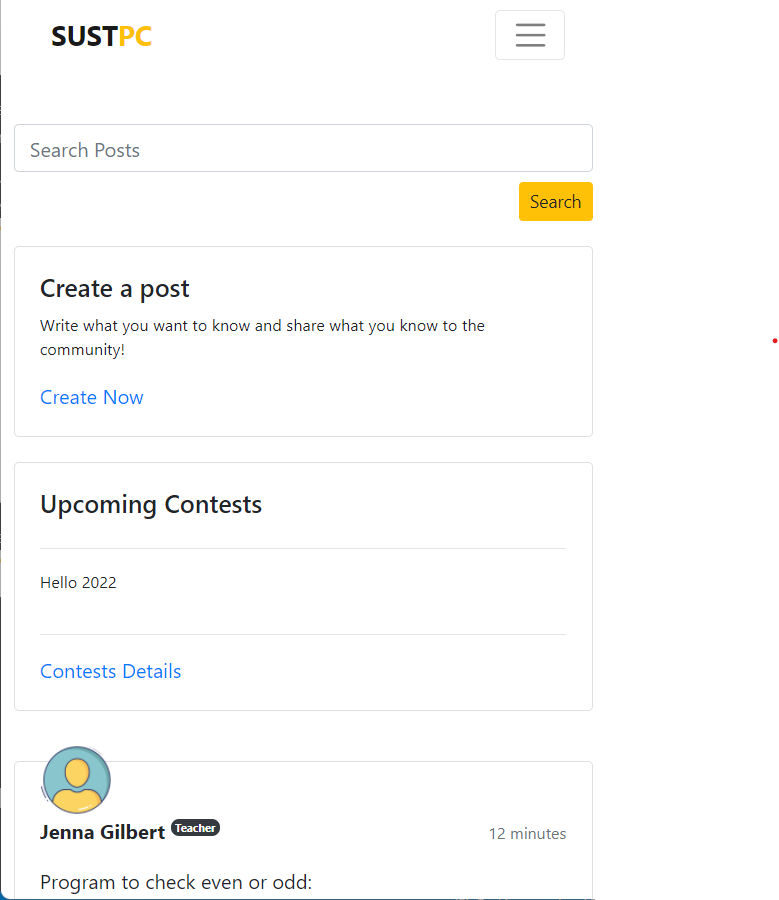 SUSTPC
Search Posts
Search
Create a post
Write what you want to know and share what you know to the
community!
Create Now
Upcoming Contests
Hello 2022
Contests Details
Jenna Gilbert Teacher
12 minutes
Program to check even or odd: